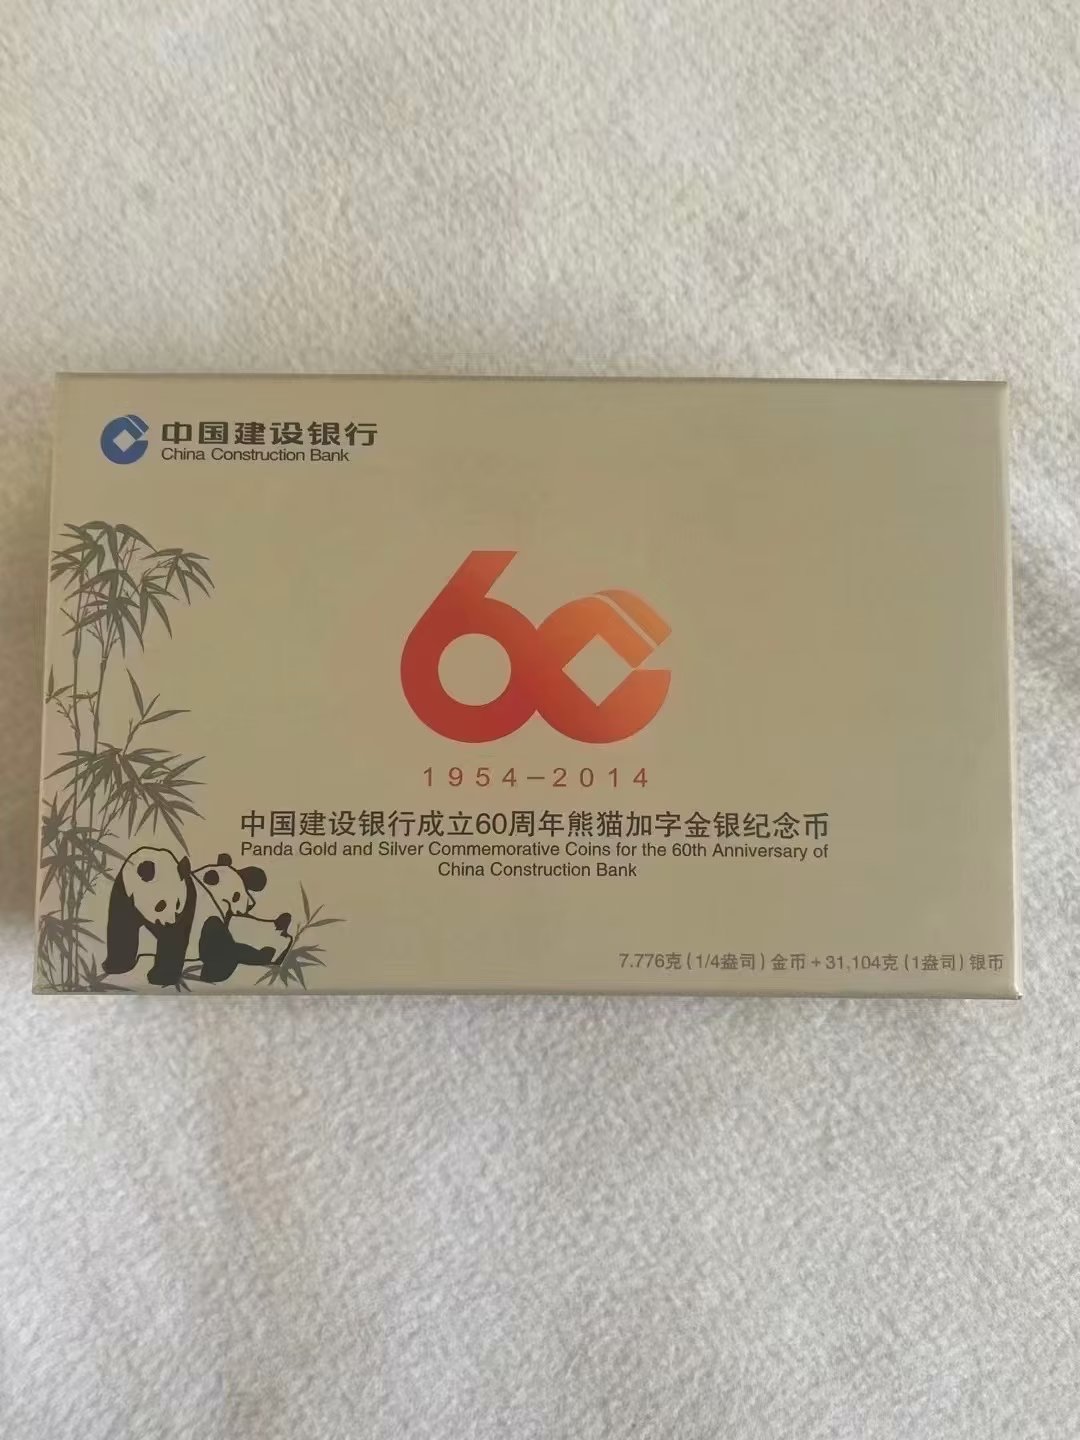 中国建设银行
China Construction Bank
60
1954-2014
中国建设银行成立60周年熊猫加字金银纪念币
Panda Gold and Silver Commemorative Coins for the 60th Anniversary of
China Construction Bank
7.776克(1/4盎司)金币+31.104克(1盎司)银币